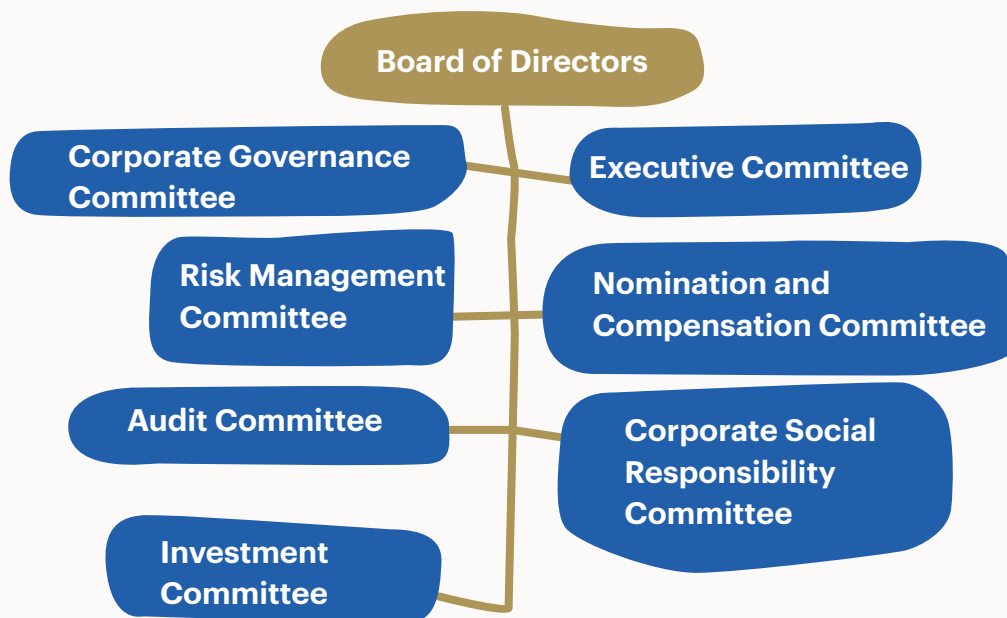 Board of Directors
Corporate Governance
Committee
Executive Committee
Risk Management
Committee
Nomination and
Compensation Committee
Audit Committee
Corporate Social
Responsibility
Committee
Investment
Committee